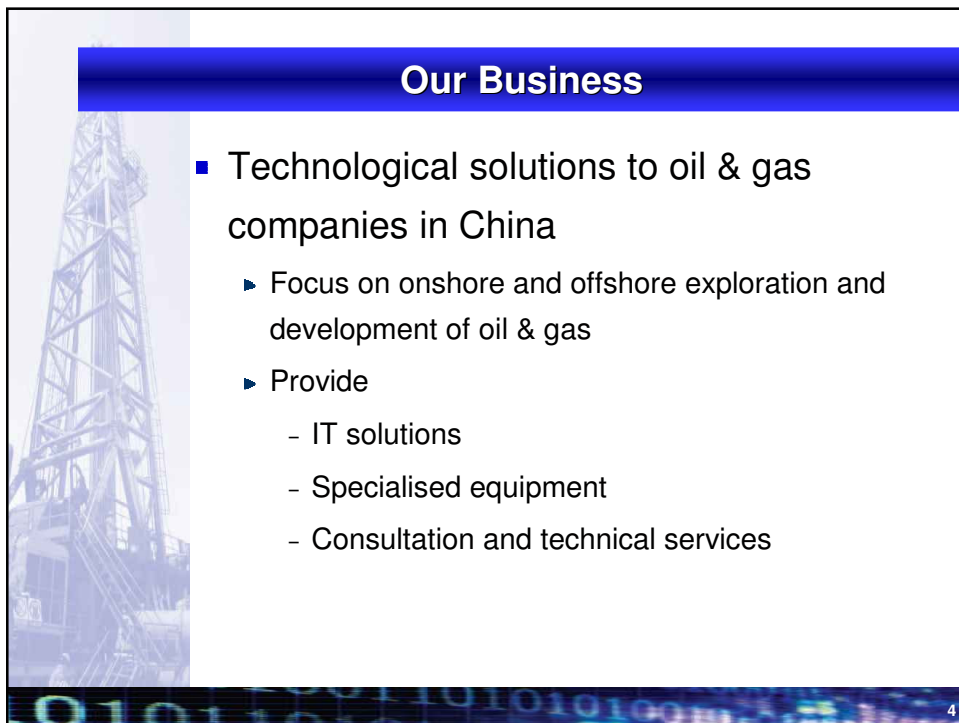 Our Business
Technological solutions to oil & gas
companies in China
Focus on onshore and offshore exploration and
development of oil & gas
Provide
- IT solutions
- Specialised equipment
- Consultation and technical services
4